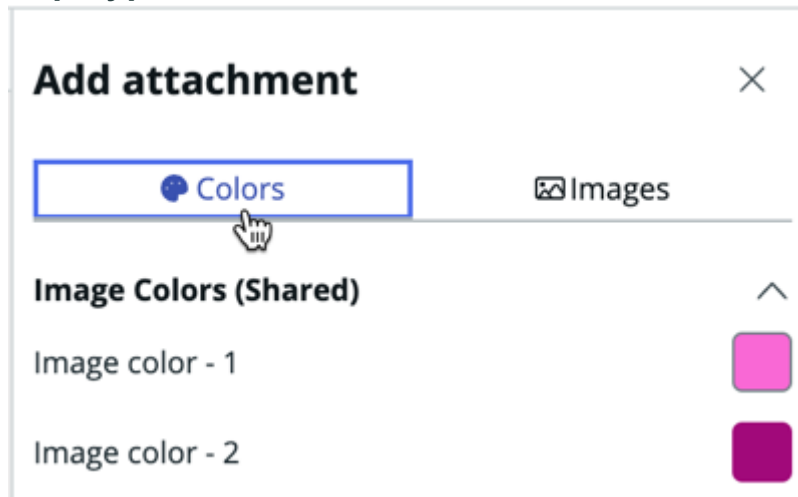 Add attachment
Colors
Images
Image Colors (Shared)
Image color - 1
Image color - 2